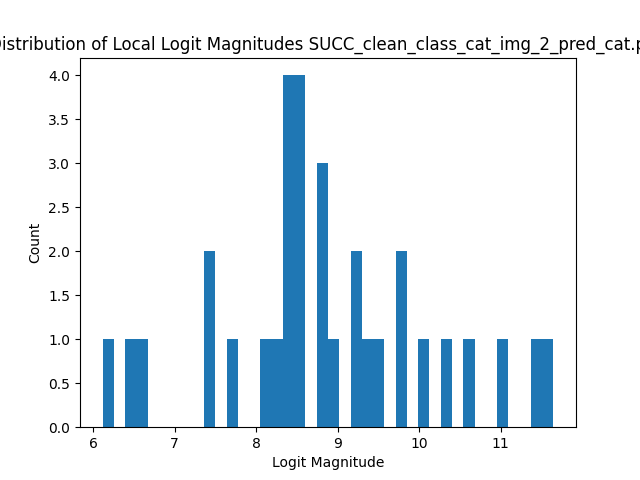 istribution of Local Logit Magnitudes SUCC_clean_class_cat_img_2_pred_cat.p
4.0
3.5
3.0
2.5
2.0
1.5
1.0
0.5
0.0
Count
6 7 8 9 10 11
Logit Magnitude